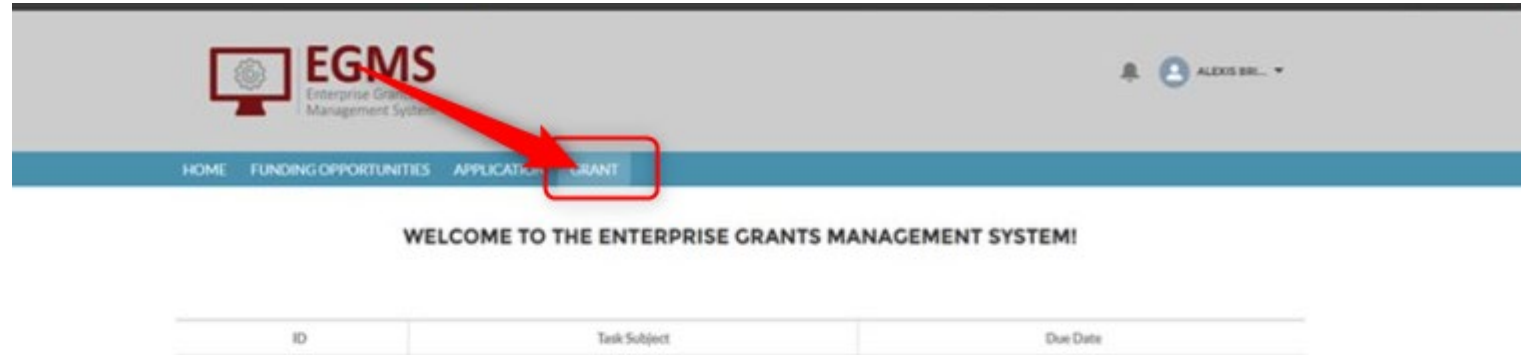 EGMS
Enterprise Grants
Management System
ALEXIS BRI...
HOME FUNDING OPPORTUNITIES APPLICATION GRANT
WELCOME TO THE ENTERPRISE GRANTS MANAGEMENT SYSTEM!
ID Task Subject Due Date